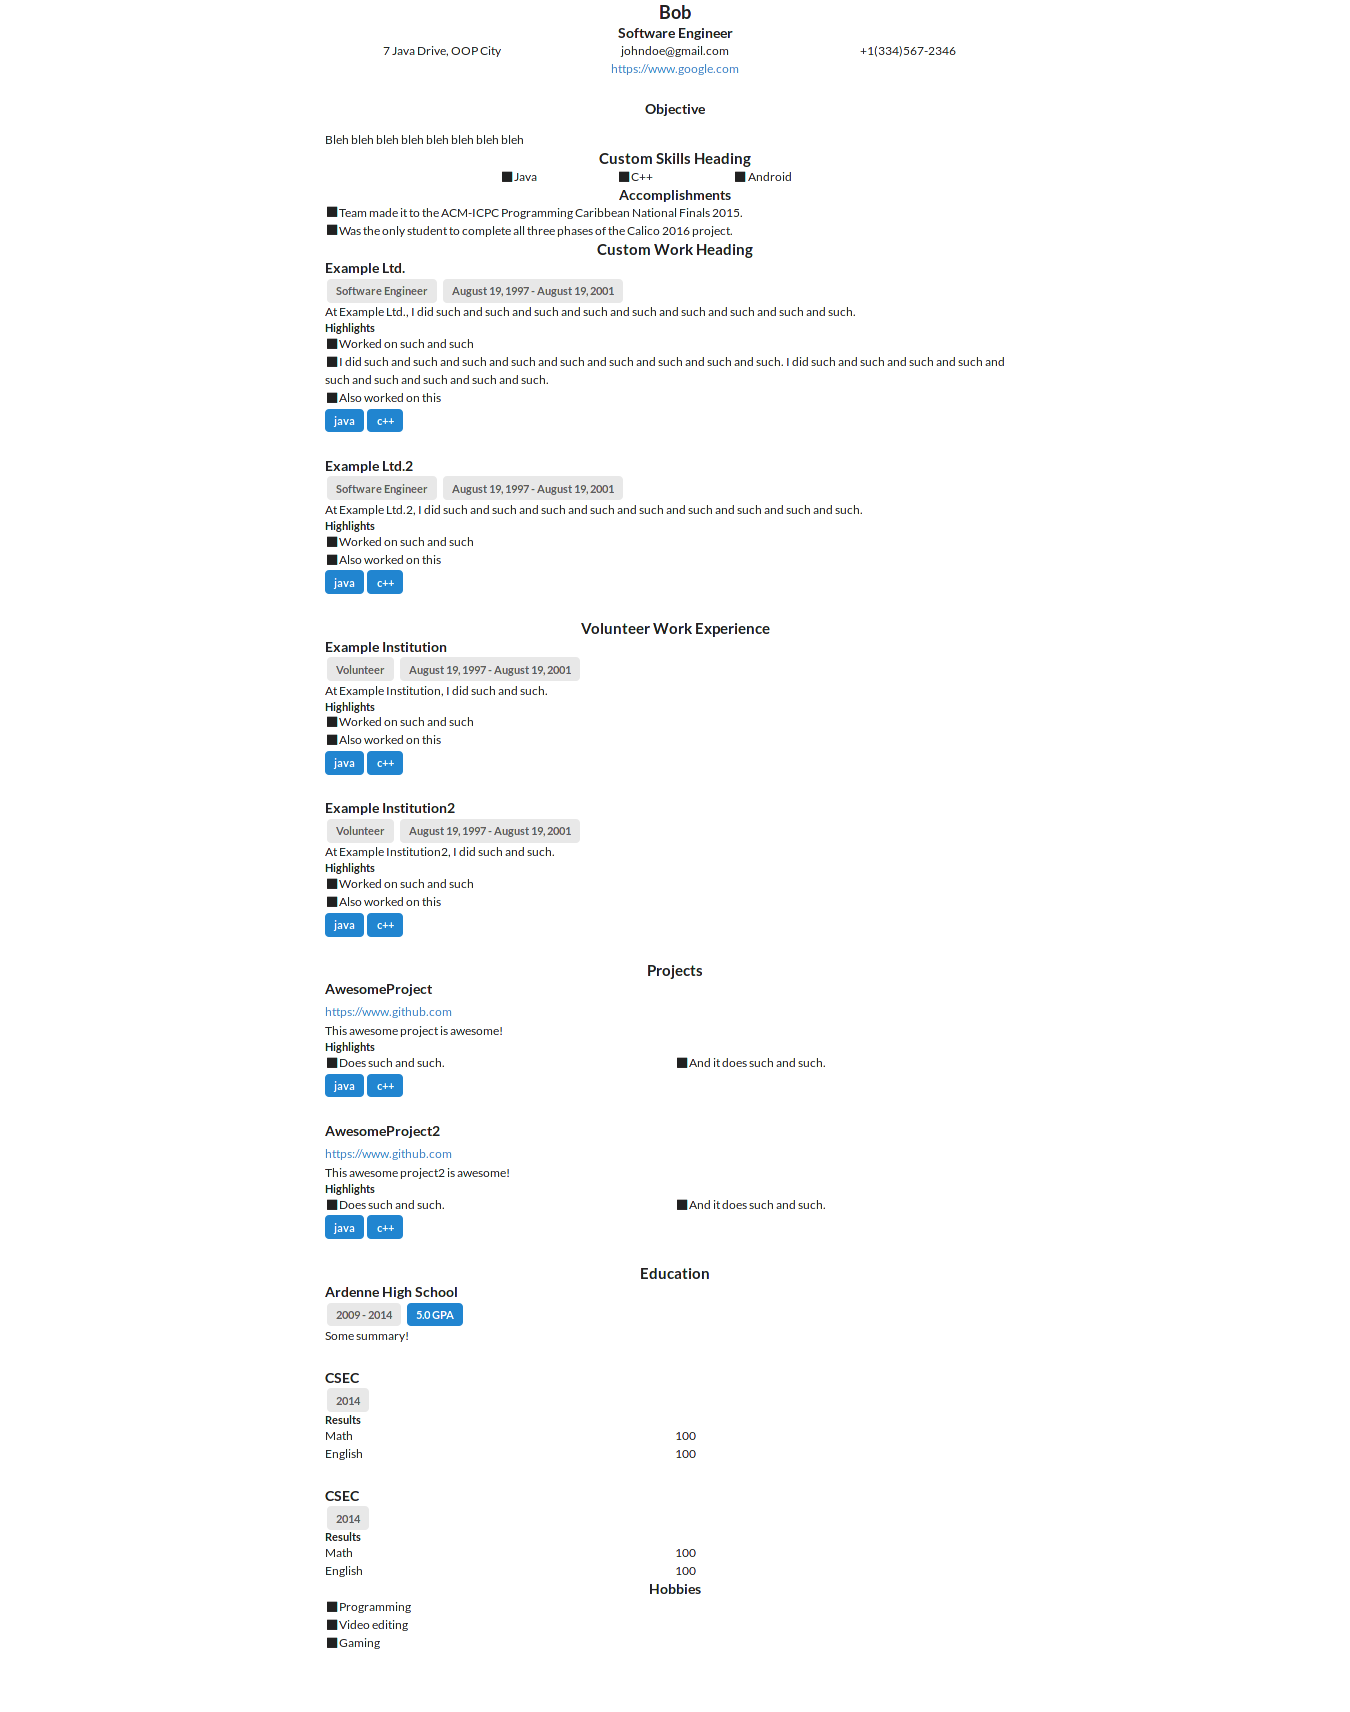 Bob
Software Engineer
7 Java Drive, OOP City johndoe@gmail.com +1(334)567-2346
https://www.google.com
Objective
Bleh bleh bleh bleh bleh bleh bleh bleh
Custom Skills Heading
Java C++ Android
Accomplishments
Team made it to the ACM-ICPC Programming Caribbean National Finals 2015.
Was the only student to complete all three phases of the Calico 2016 project.
Custom Work Heading
Example Ltd.
Software Engineer August 19, 1997 - August 19, 2001
At Example Ltd., I did such and such and such and such and such and such and such and such and such.
Highlights
Worked on such and such
I did such and such and such and such and such and such and such and such and such. I did such and such and such and such and
such and such and such and such and such.
Also worked on this
java c++
Example Ltd.2
Software Engineer August 19, 1997 - August 19, 2001
At Example Ltd.2, I did such and such and such and such and such and such and such and such and such.
Highlights
Worked on such and such
Also worked on this
java c++
Volunteer Work Experience
Example Institution
Volunteer August 19, 1997 - August 19, 2001
At Example Institution, I did such and such.
Highlights
Worked on such and such
Also worked on this
java c++
Example Institution2
Volunteer August 19, 1997 - August 19, 2001
At Example Institution2, I did such and such.
Highlights
Worked on such and such
Also worked on this
java c++
Projects
AwesomeProject
https://www.github.com
This awesome project is awesome!
Highlights
Does such and such. And it does such and such.
java c++
AwesomeProject2
https://www.github.com
This awesome project2 is awesome!
Highlights
Does such and such. And it does such and such.
java c++
Education
Ardenne High School
2009 - 2014 5.0 GPA
Some summary!
CSEC
2014
Results
Math 100
English 100
CSEC
2014
Results
Math 100
English 100
Hobbies
Programming
Video editing
Gaming